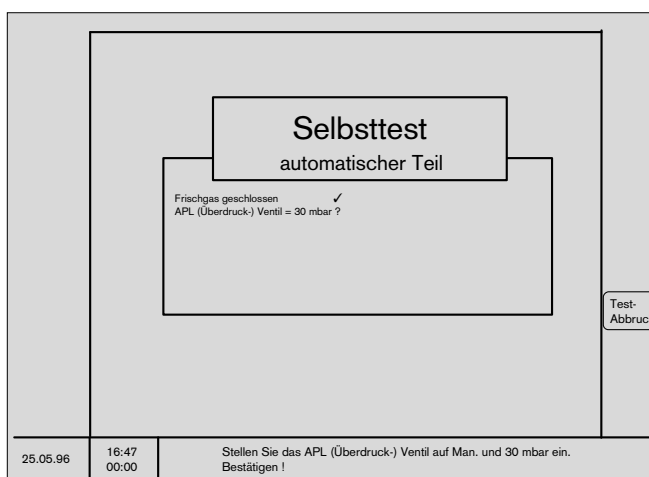 Selbsttest
automatischer Teil
Frischgas geschlossen ✓
APL (Überdruck-) Ventil = 30 mbar ?
Test-
Abbruc
25.05.96
16:47
00:00
Stellen Sie das APL (Überdruck-) Ventil auf Man. und 30 mbar ein.
Bestätigen !